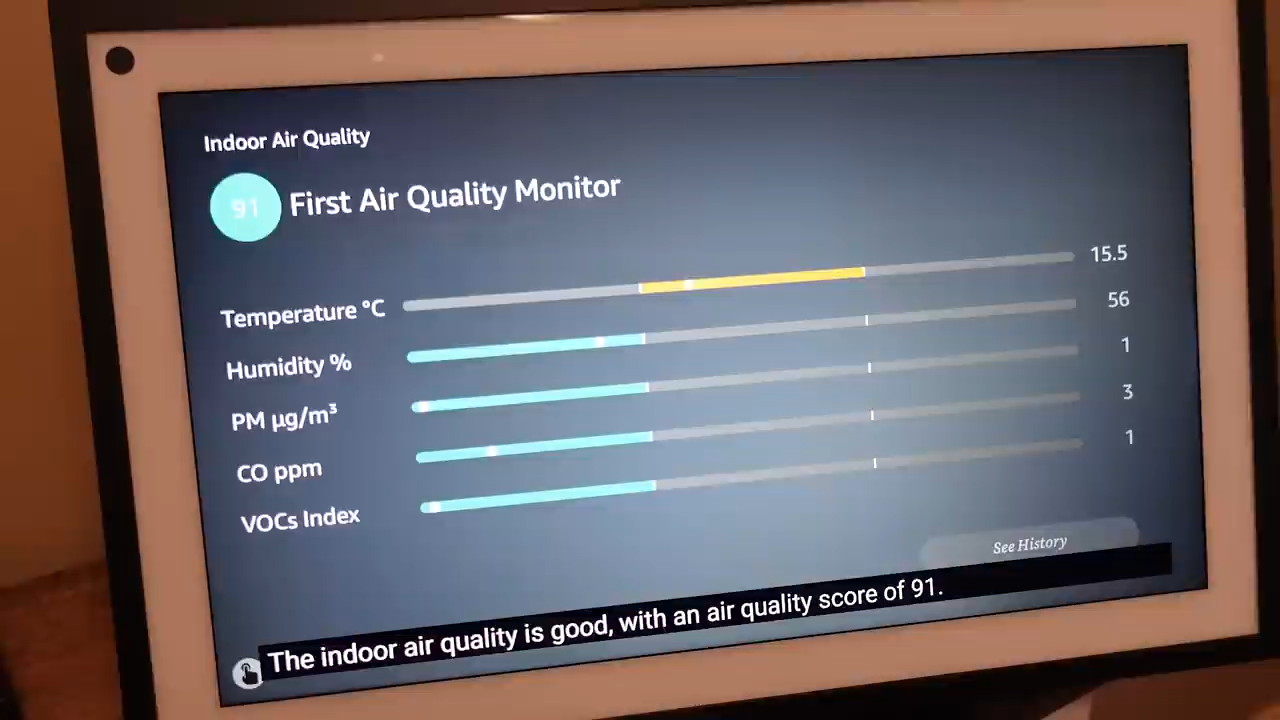 Indoor Air Quality
91 First Air Quality Monitor
Temperature °C 15.5
Humidity % 56
PM µg/m³ 1
CO ppm 3
VOCs Index 1
See History
The indoor air quality is good, with an air quality score of 91.